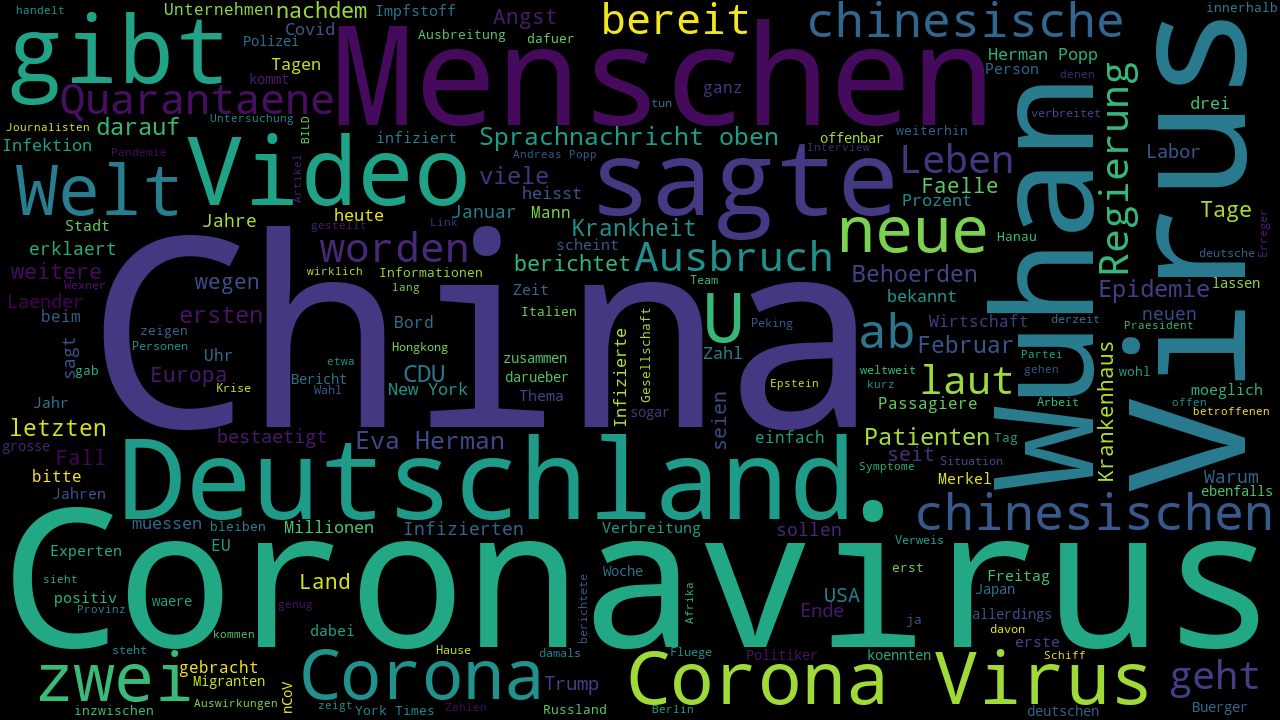 handelt
Unternehmen nachdem Impfstoff
Angst
bereit
chinesische
innerhalb
gibt
Covid
Polizei
Ausbreitung dafuer
Menschen
Tagen
kommt
ganz
Herman Popp
Person
denen
Virus
Quarantaene
tun
drei
Untersuchung
Journalisten
darauf
BILD
infiziert
Sprachnachricht oben
offenbar
weiterhin
verbreitet
Infektion
Pandemie
Video
Andreas Popp
Interview
Labor
Wuhan
Regierung
Welt
Artikel
viele
heisst
sagte
Leben
Faelle
Prozent
Stadt
Jahre
heute
gestellt
Link
Januar
Mann
Krankheit
neue
Hanau
Tage
Erreger
erklaert
worden
scheint
berichtet
Ausbruch
deutsche
weitere
Wexner
wegen
wirklich
Informationen
Team
Behoerden
Epidemie
lassen
Laender
lang
Zeit
bekannt
beim
ersten
China
Italien
U
Peking
ab
Wirtschaft
derzeit
neuen
Praesident
zeigen
Personen
Bord
Gesellschaft
sagt
Uhr
Hongkong
zusammen
Infizierte
Zahl
Februar
Partei
gehen
wohl
gab
Europa
etwa
Bericht
CDU
darueber
weltweit
kurz
laut
Krankenhaus
moeglich
Krise
Wahl
New York
Thema
Epstein
Passagiere
Arbeit
offen
betroffenen
Jahr
sogar
seien
letzten
bestaetigt
Eva Herman
einfach
Patienten
Tag
grosse
Fall
seit
Symptome
Situation
bitte
Merkel
Warum
Jahren
Deutschland
ebenfalls
muessen
bleiben
Millionen
Infizierten
Verbreitung
sollen
chinesischen
Experten
EU
Verweis
sieht
Coronavirus
Woche
erst
Freitag
positiv
Provinz
waere
Land
genug
berichtete
Afrika
USA
Ende
Japan
allerdings
kommen
dabei
ja
davon
erste
steht
Hause
damals
Fluege
Politiker
koennten
Schiff
zwei
gebracht
Migranten
nCoV
Corona
Trump
Corona Virus
geht
inzwischen
Auswirkungen
zeigt
York Times
Zahlen
Russland
Berlin
deutschen
Buerger